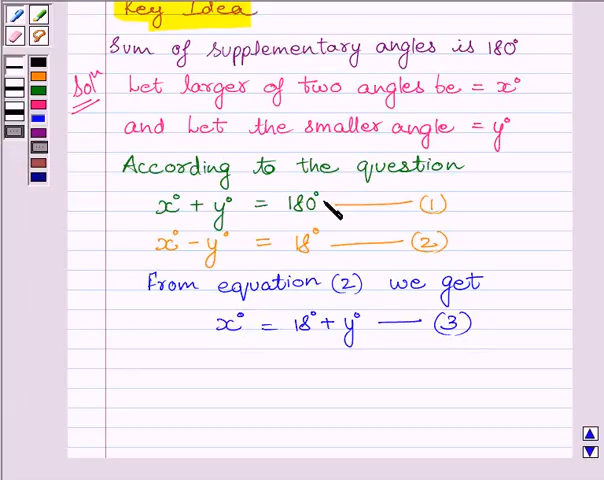 Key Idea
Sum of supplementary angles is 180°
Solⁿ Let larger of two angles be = x°
and Let the smaller angle = y°
According to the question
x° + y° = 180° —— (1)
x° - y° = 18° —— (2)
From equation (2) we get
x° = 18° + y° —— (3)